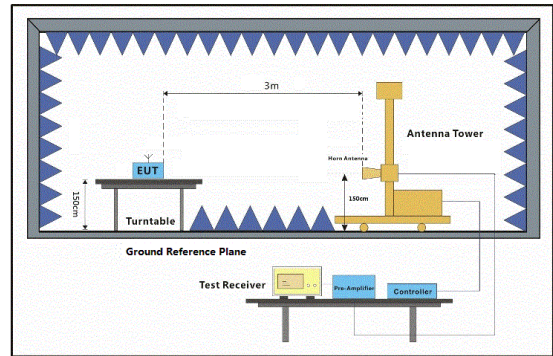 3m
Antenna Tower
Horn Antenna
EUT
150cm
150cm
Turntable
Ground Reference Plane
Test Receiver
Pre-Amplifier
Controller